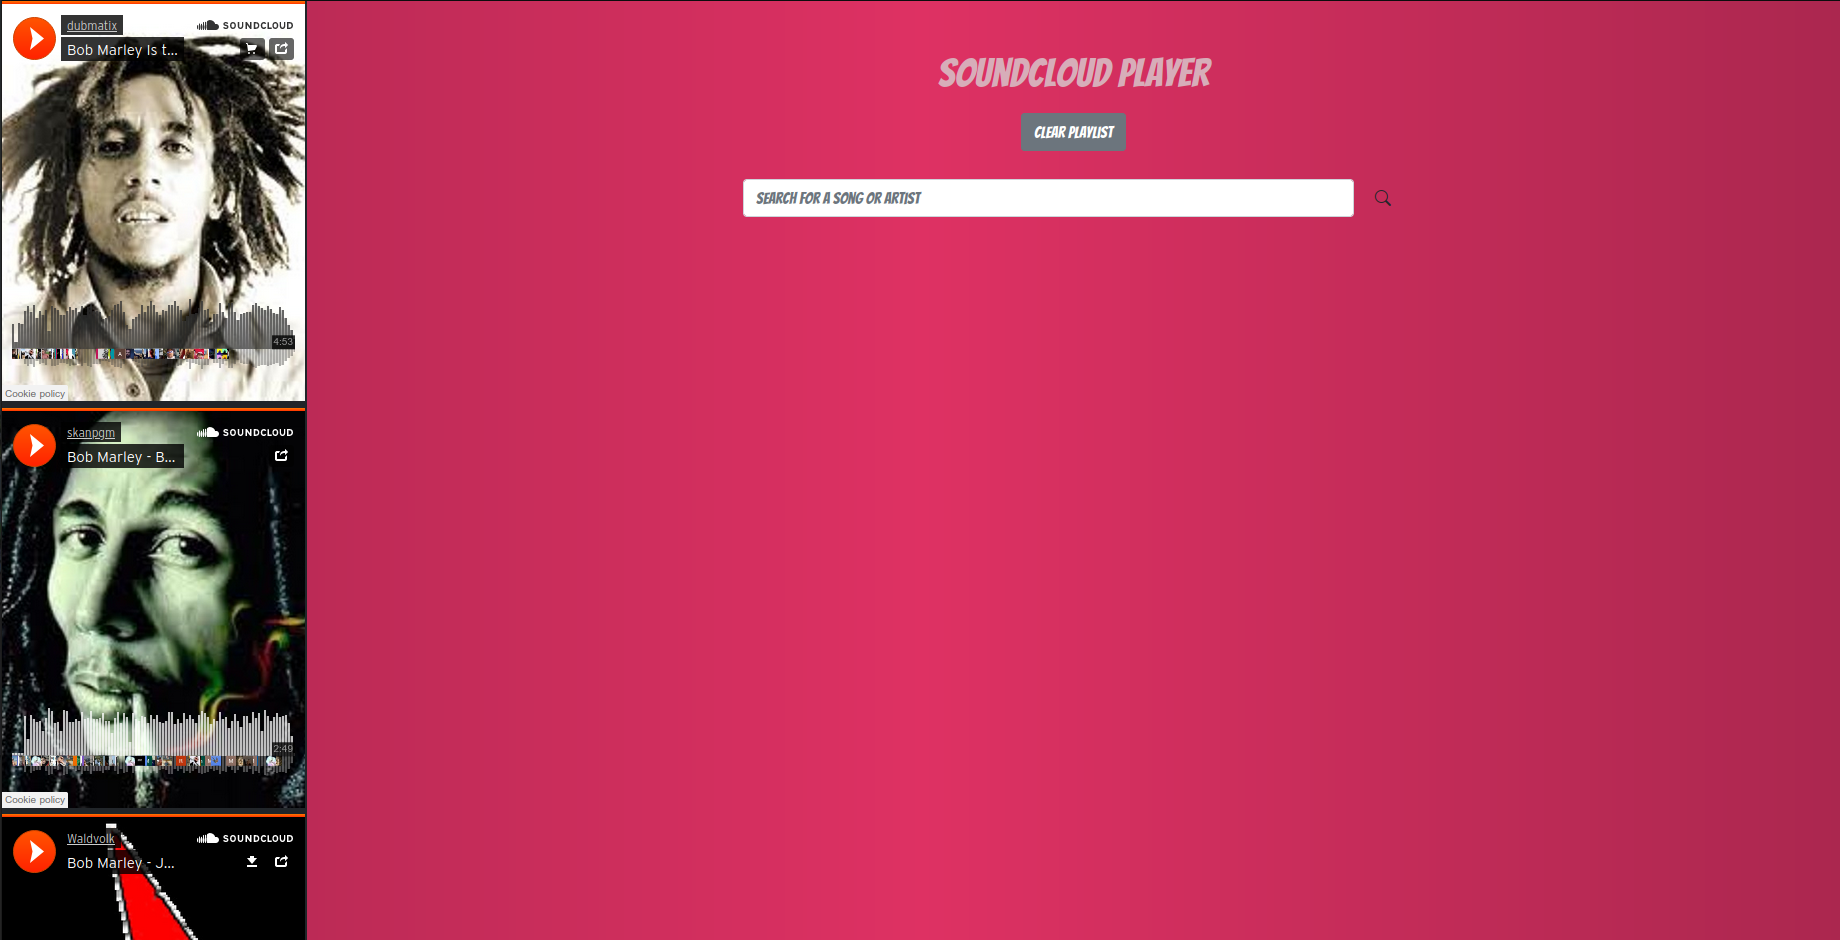 dubmatix
SOUNDCLOUD
Bob Marley Is t...
4:53
Cookie policy
skanpgm
SOUNDCLOUD
Bob Marley - B...
2:49
Cookie policy
Waldvolk
SOUNDCLOUD
Bob Marley - J...
SOUNDCLOUD PLAYER
CLEAR PLAYLIST
SEARCH FOR A SONG OR ARTIST